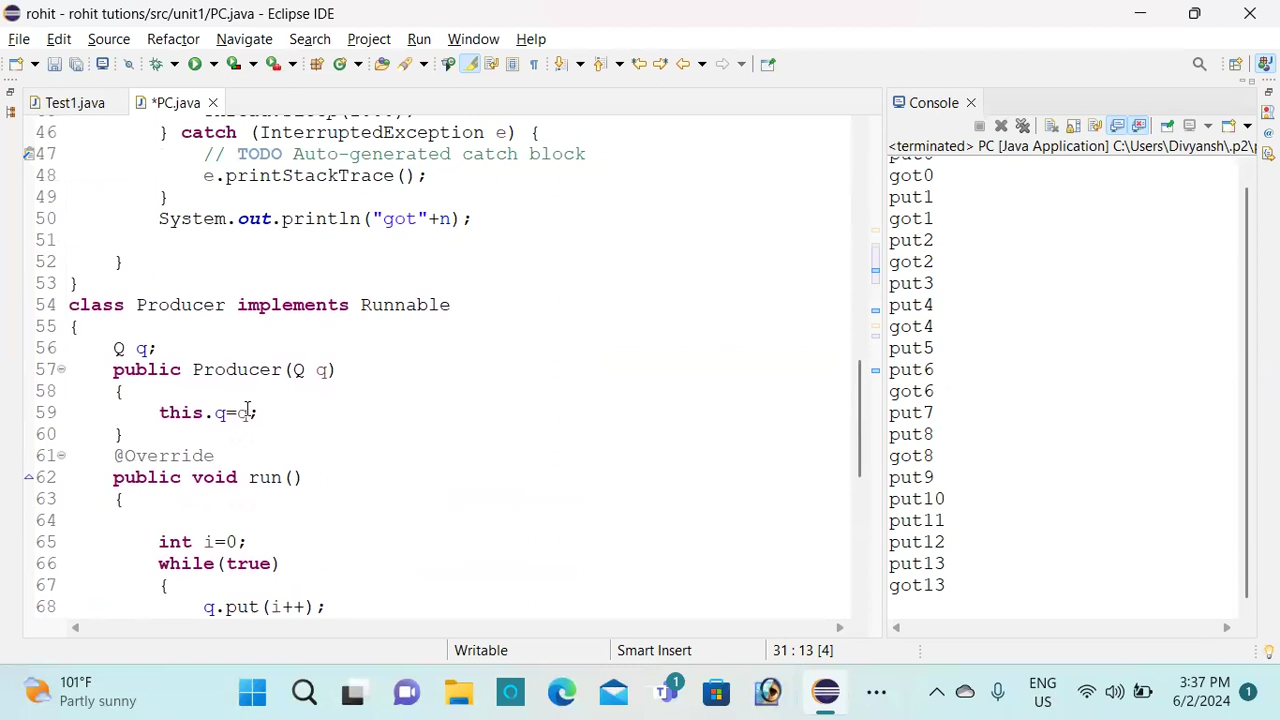 rohit - rohit tutions/src/unit1/PC.java - Eclipse IDE
File Edit Source Refactor Navigate Search Project Run Window Help
Test1.java
*PC.java
46 } catch (InterruptedException e) {
47 // TODO Auto-generated catch block
48 e.printStackTrace();
49 }
50 System.out.println("got"+n);
51
52 }
53 }
54 class Producer implements Runnable
55 {
56 Q q;
57 public Producer(Q q)
58 {
59 this.q=q;
60 }
61 @Override
62 public void run()
63 {
64
65 int i=0;
66 while(true)
67 {
68 q.put(i++);
Console
<terminated> PC [Java Application] C:\Users\Divyansh\.p2\
got0
put1
got1
put2
got2
put3
put4
got4
put5
put6
got6
put7
put8
got8
put9
put10
put11
put12
put13
got13
Writable Smart Insert 31 : 13 [4]
101°F
Partly sunny
1
ENG
US
3:37 PM
6/2/2024
1